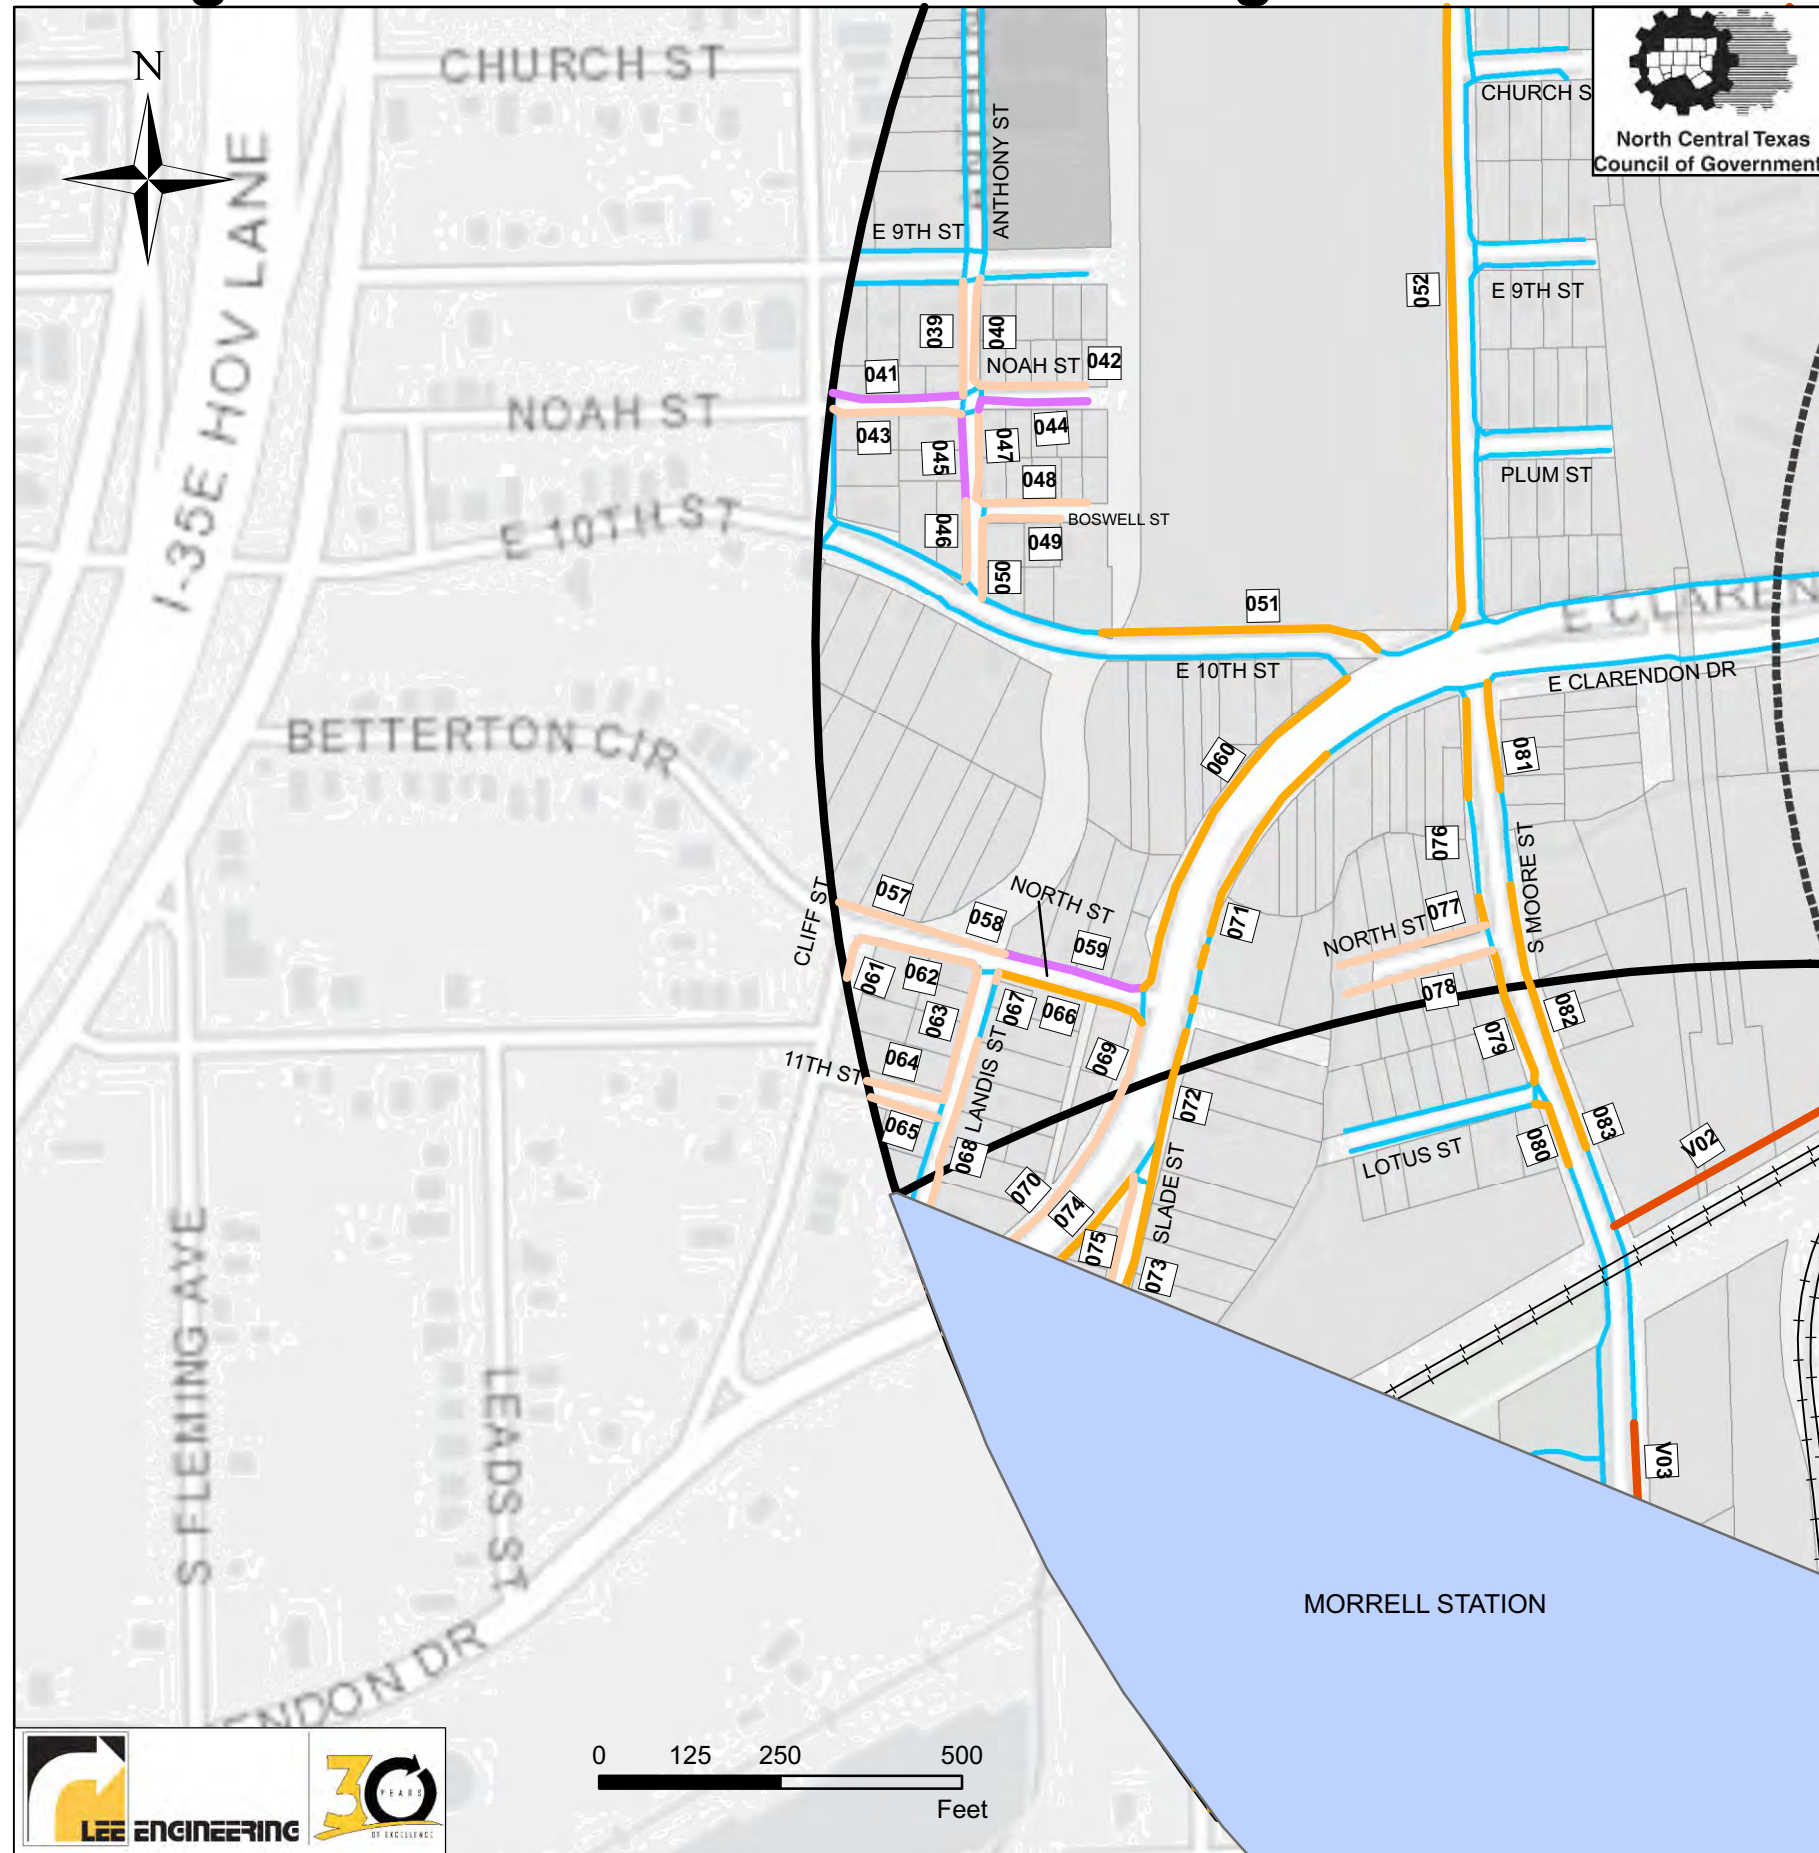 N
CHURCH ST
I-35E HOV LANE
NOAH ST
E 10TH ST
BETTERTON CIR
S FLEMING AVE
LEADS ST
ENDON DR
ANTHONY ST
E 9TH ST
039
040
NOAH ST
042
041
043
044
045
047
048
BOSWELL ST
046
049
050
052
051
E 10TH ST
CHURCH S
North Central Texas
Council of Government
E 9TH ST
PLUM ST
E CLAREN
E CLARENDON DR
060
081
076
S MOORE ST
071
077
NORTH ST
078
079
082
080
083
LOTUS ST
V02
V03
CLIFF ST
057
058
NORTH ST
059
061
062
063
067
066
069
LANDIS ST
11TH ST
064
065
068
070
074
075
072
SLADE ST
073
MORRELL STATION
0 125 250 500
Feet
LEE ENGINEERING
30
YEARS
OF EXCELLENCE